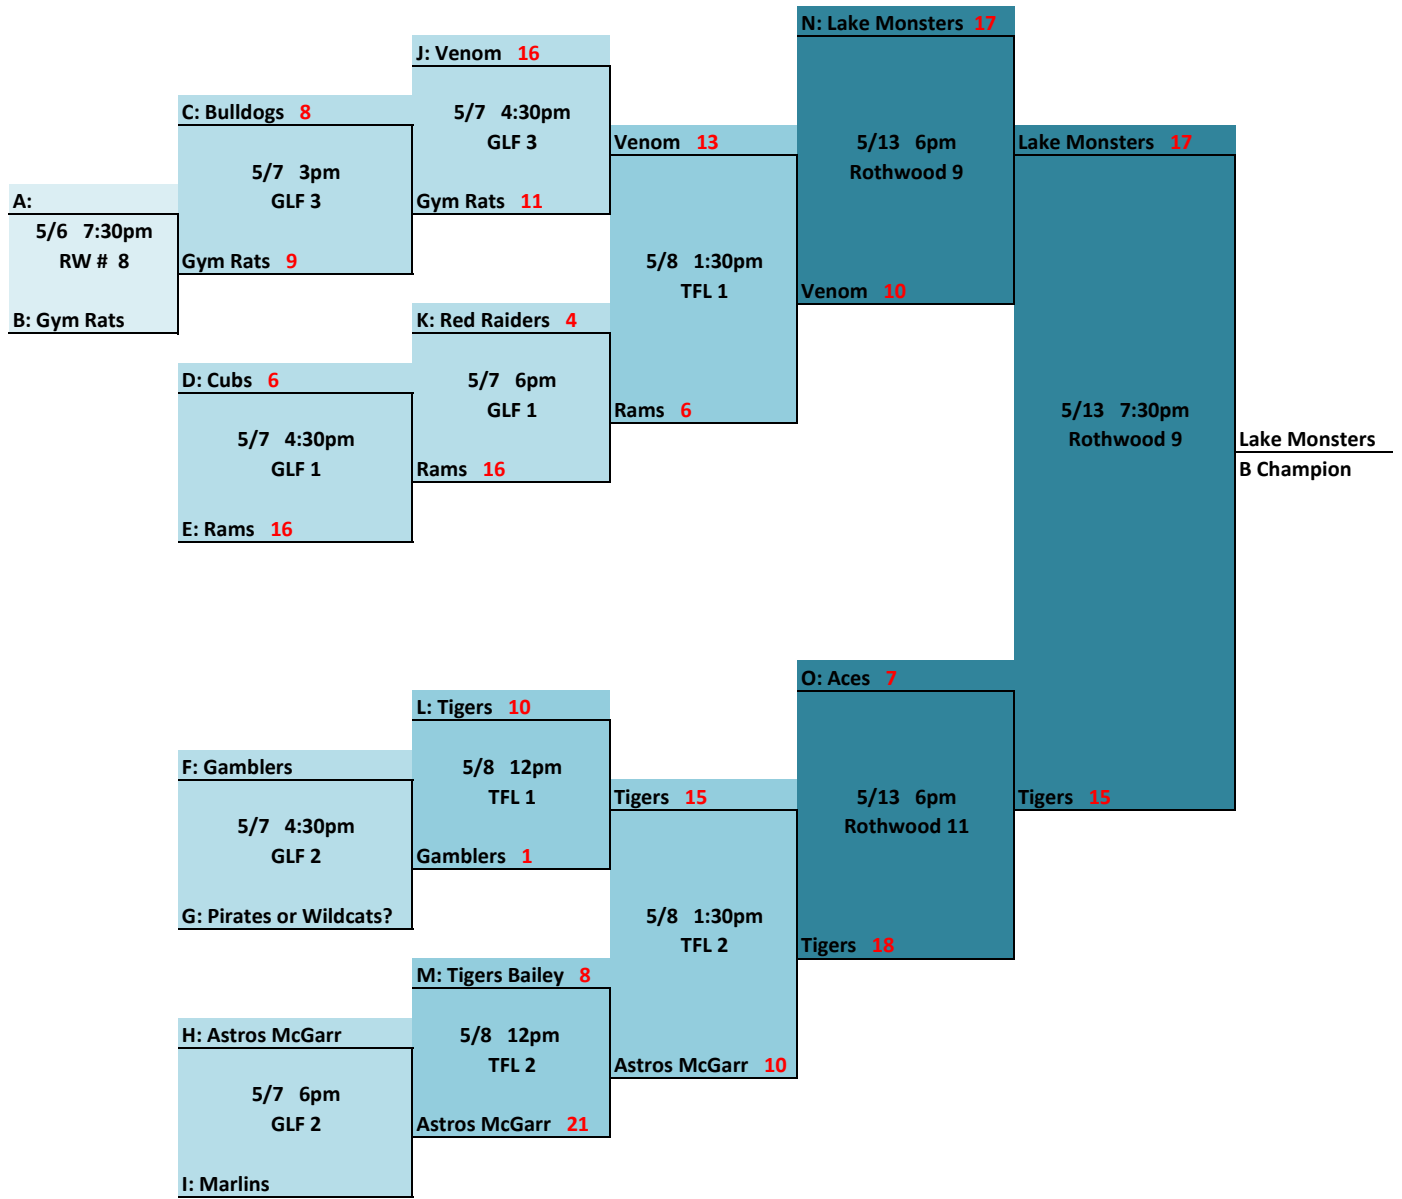 N: Lake Monsters 17
J: Venom 16
C: Bulldogs 8
5/7 4:30pm
GLF 3
Venom 13
5/13 6pm
Rothwood 9
Lake Monsters 17
5/7 3pm
GLF 3
A:
Gym Rats 11
5/6 7:30pm
RW # 8
Gym Rats 9
5/8 1:30pm
TFL 1
Venom 10
B: Gym Rats
K: Red Raiders 4
D: Cubs 6
5/7 6pm
GLF 1
Rams 6
5/13 7:30pm
Rothwood 9
5/7 4:30pm
GLF 1
Rams 16
Lake Monsters
B Champion
E: Rams 16
O: Aces 7
L: Tigers 10
F: Gamblers
5/8 12pm
TFL 1
Tigers 15
5/13 6pm
Rothwood 11
Tigers 15
5/7 4:30pm
GLF 2
Gamblers 1
G: Pirates or Wildcats?
5/8 1:30pm
TFL 2
Tigers 18
M: Tigers Bailey 8
H: Astros McGarr
5/8 12pm
TFL 2
Astros McGarr 10
5/7 6pm
GLF 2
Astros McGarr 21
I: Marlins